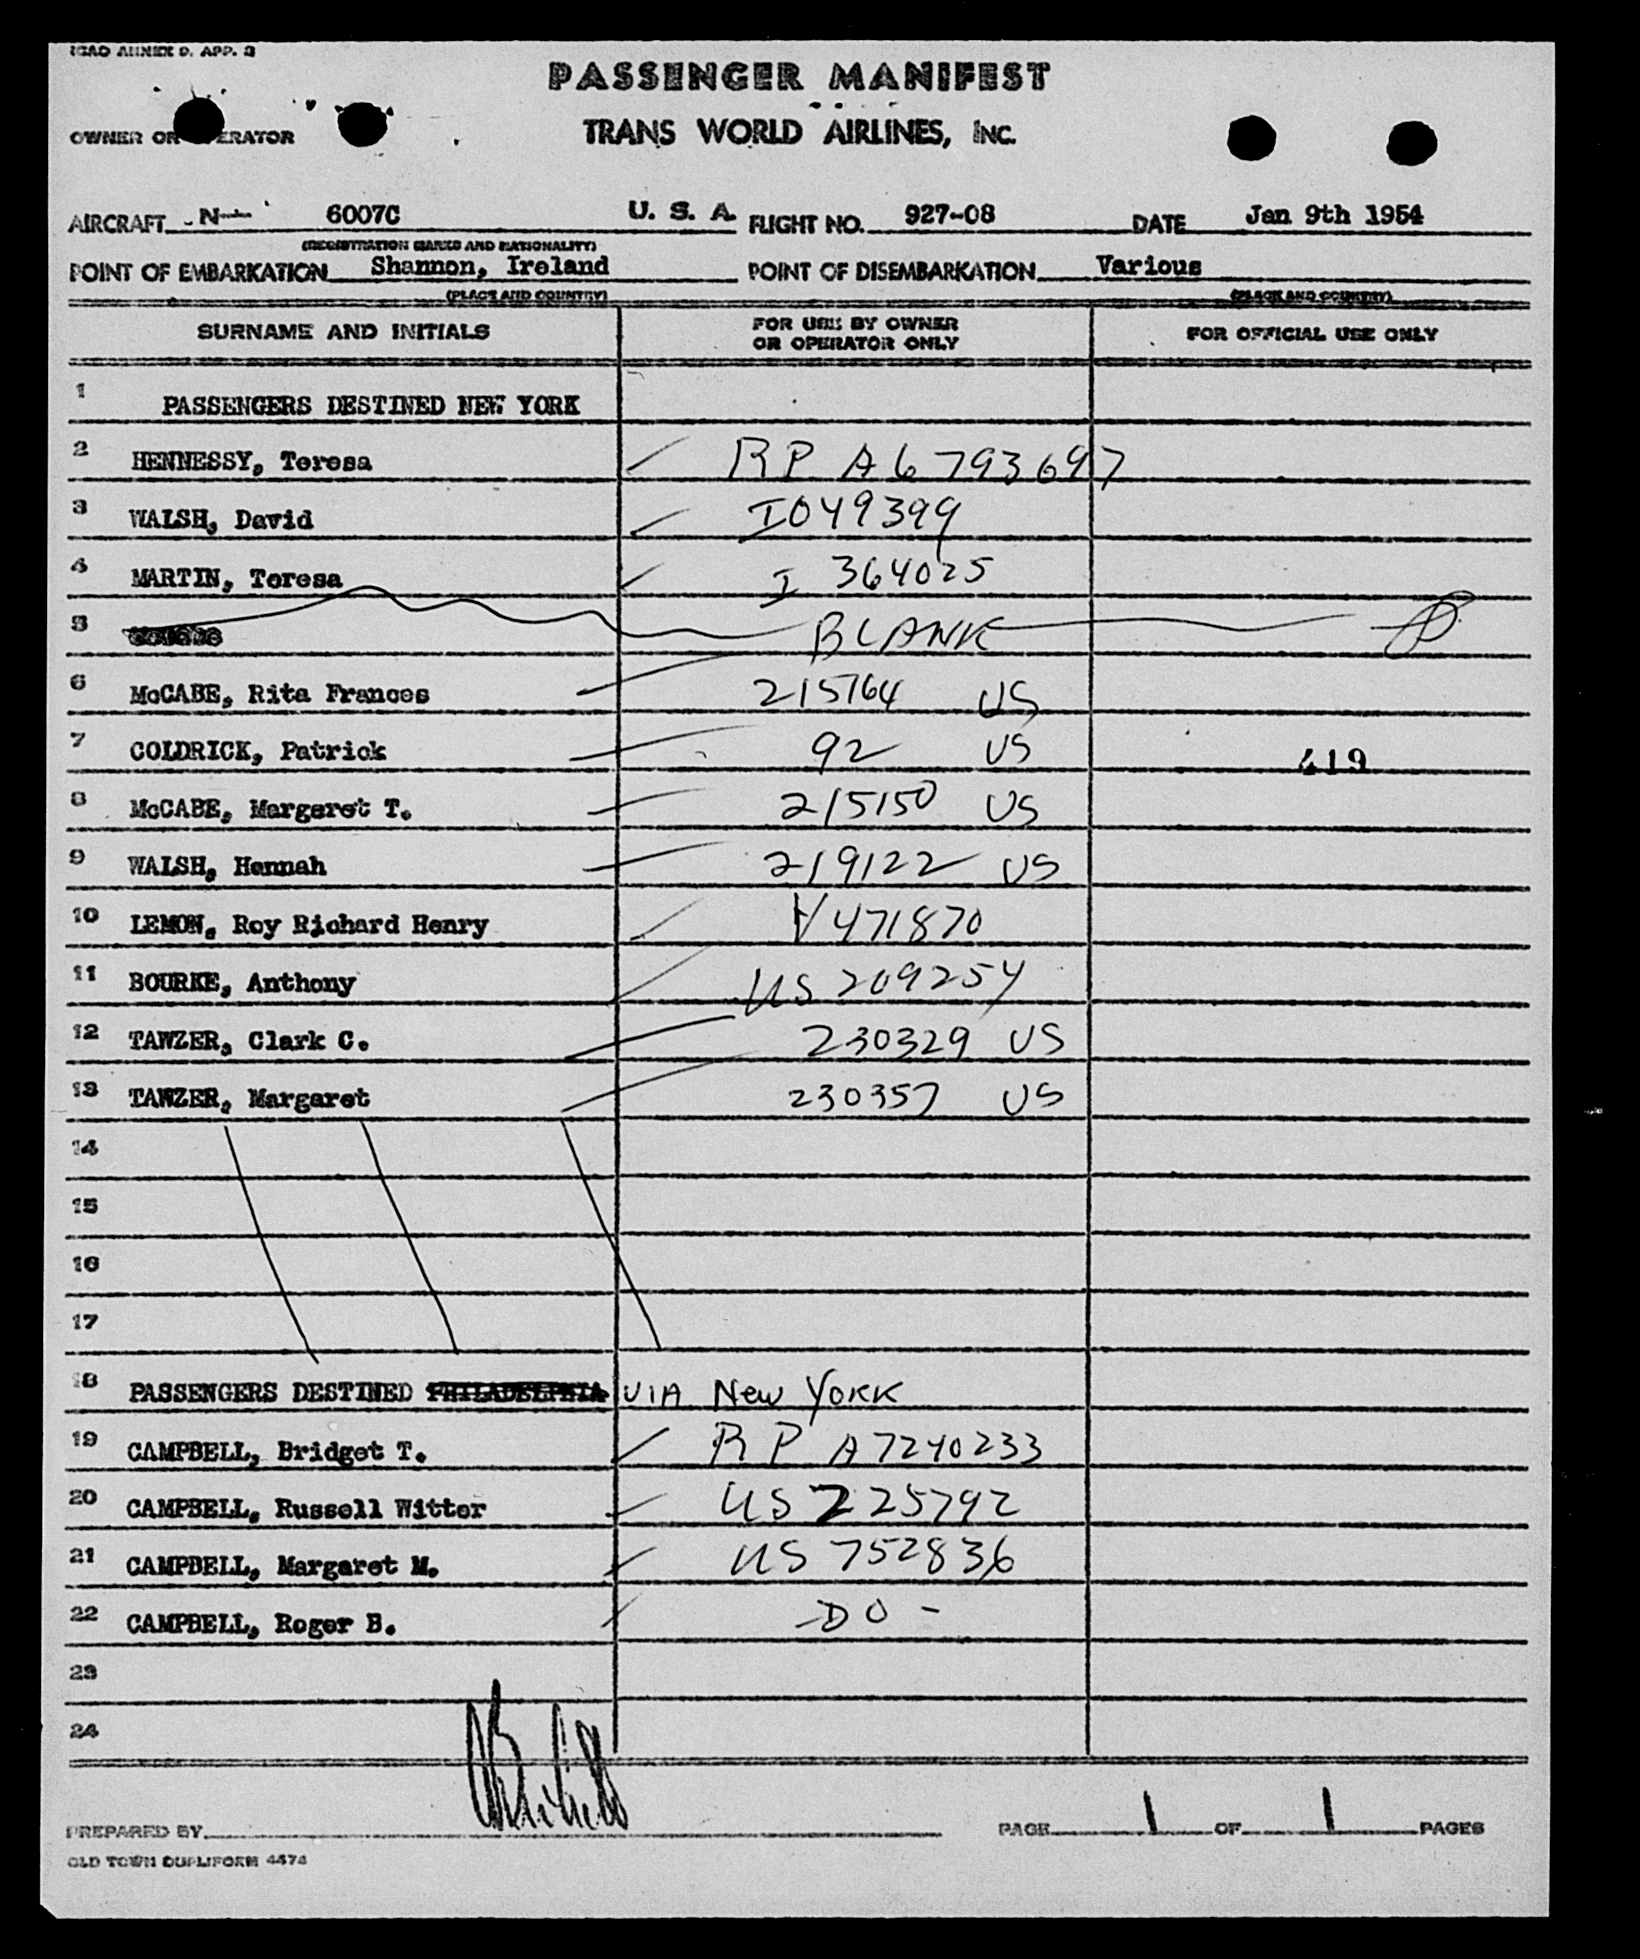 ICAO ANNEX 9. APP. 3
PASSENGER MANIFEST
OWNER OR OPERATOR
TRANS WORLD AIRLINES, INC.
AIRCRAFT N- 6007C U. S. A. FLIGHT NO. 927-08 DATE Jan 9th 1954
(REGISTRATION MARKS AND NATIONALITY)
POINT OF EMBARKATION Shannon, Ireland POINT OF DISEMBARKATION Various
(PLACE AND COUNTRY) (PLACE AND COUNTRY)
SURNAME AND INITIALS FOR USE BY OWNER OR OPERATOR ONLY FOR OFFICIAL USE ONLY
1 PASSENGERS DESTINED NEW YORK
2 HENNESSY, Teresa RP A6793697
3 WALSH, David I049399
4 MARTIN, Teresa I 364025
5 BLANK
6 McCABE, Rita Frances 215764 US
7 COLDRICK, Patrick 92 US 419
8 McCABE, Margaret T. 215150 US
9 WALSH, Hannah 219122 US
10 LEMON, Roy Richard Henry V471870
11 BOURKE, Anthony US 209254
12 TAWZER, Clark C. 230329 US
13 TAWZER, Margaret 230357 US
14
15
16
17
18 PASSENGERS DESTINED PHILADELPHIA VIA New York
19 CAMPBELL, Bridget T. RP A7240233
20 CAMPBELL, Russell Witter US 225792
21 CAMPBELL, Margaret M. US 752836
22 CAMPBELL, Roger B. -DO-
23
24
PREPARED BY PAGE 1 OF 1 PAGES
OLD TOWN DUPLIFORM 4474